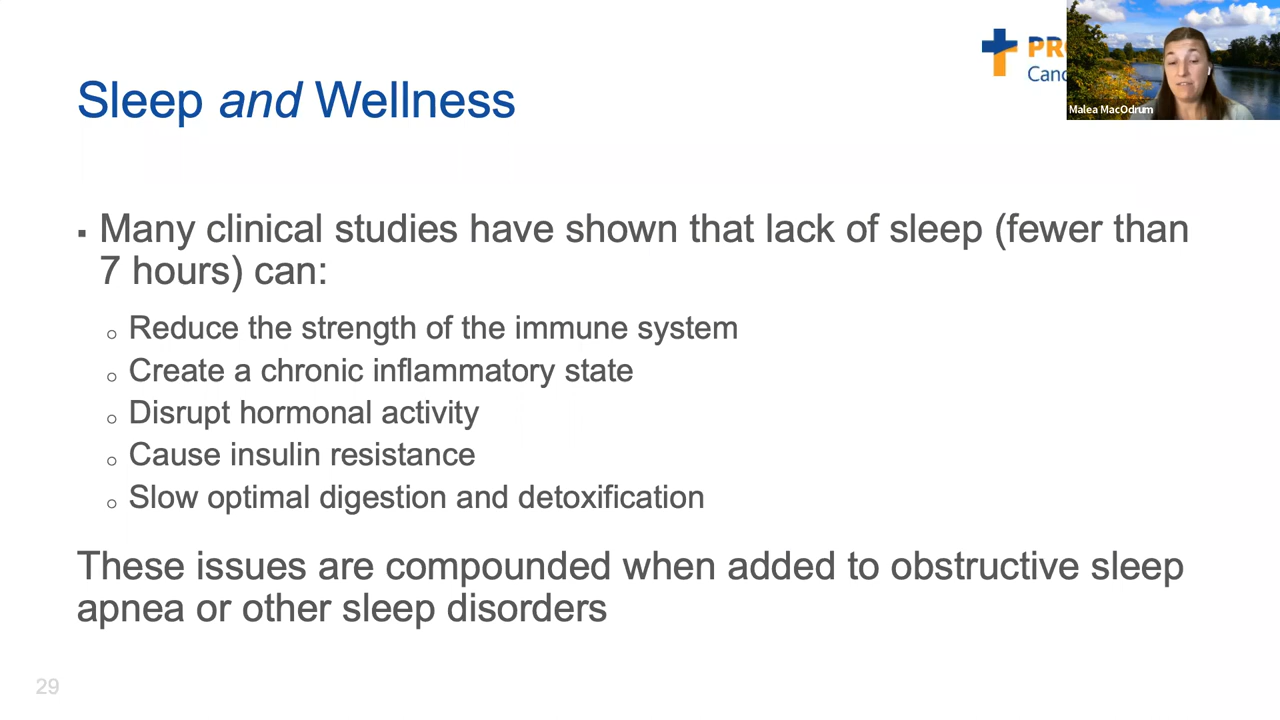 Sleep and Wellness
Malea MacOdrum
▪ Many clinical studies have shown that lack of sleep (fewer than
7 hours) can:
o Reduce the strength of the immune system
o Create a chronic inflammatory state
o Disrupt hormonal activity
o Cause insulin resistance
o Slow optimal digestion and detoxification
These issues are compounded when added to obstructive sleep
apnea or other sleep disorders
29